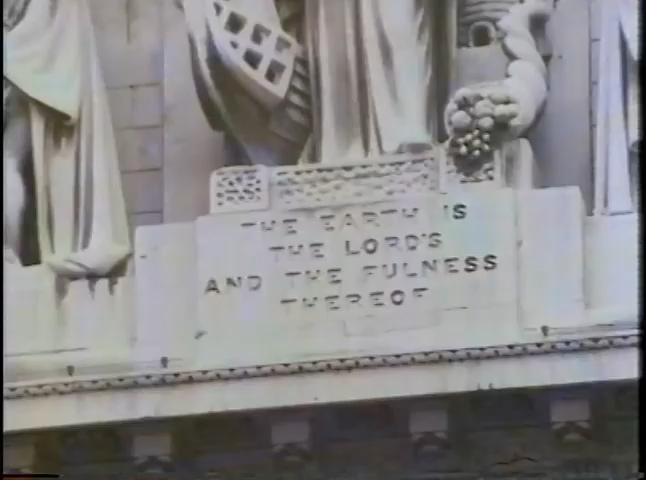 THE EARTH IS
THE LORD'S
AND THE FULNESS
THEREOF